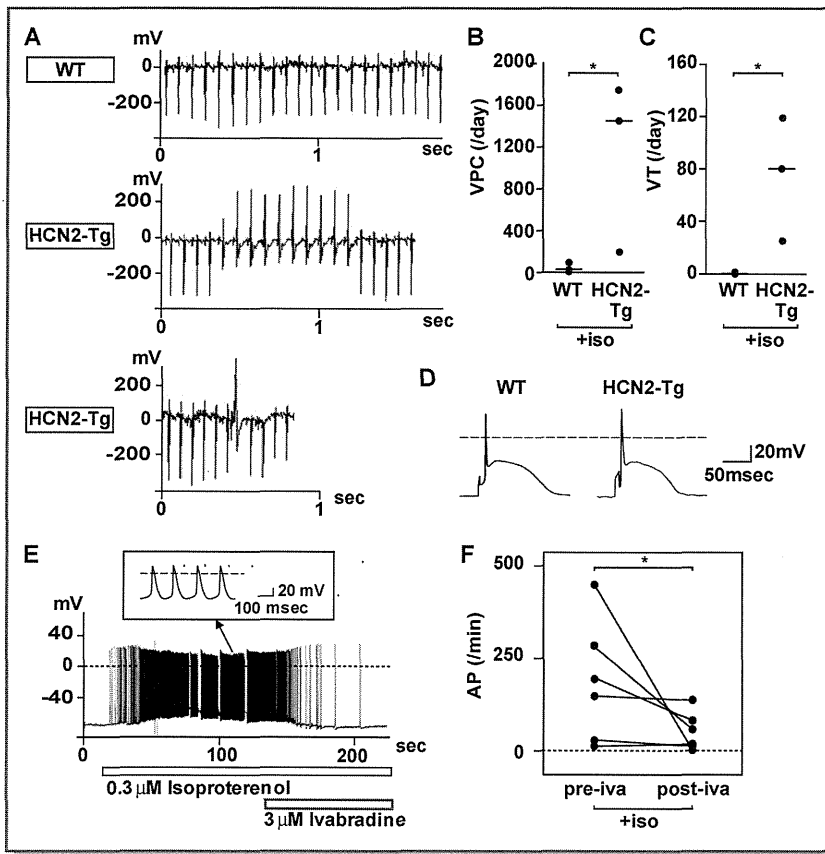 A
mV
WT
0
-200
0
1
sec
mV
200
HCN2-Tg
0
-200
0
1
sec
mV
200
HCN2-Tg
0
-200
0
1
sec
B
2000
*
1600
1200
VPC (/day)
800
400
0
WT HCN2-Tg
+iso
C
160
*
120
VT (/day)
80
40
0
WT HCN2-Tg
+iso
D
WT HCN2-Tg
20mV
50msec
E
20 mV
100 msec
mV
40
0
-40
0 100 200
sec
0.3 µM Isoproterenol
3 µM Ivabradine
F
500
*
AP (/min)
250
0
pre-iva post-iva
+iso